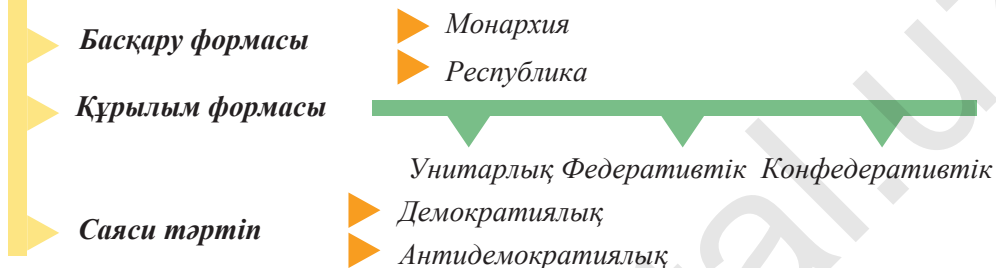 Басқару формасы
Монархия
Республика
Құрылым формасы
Унитарлық Федеративтік Конфедеративтік
Саяси тәртіп
Демократиялық
Антидемократиялық